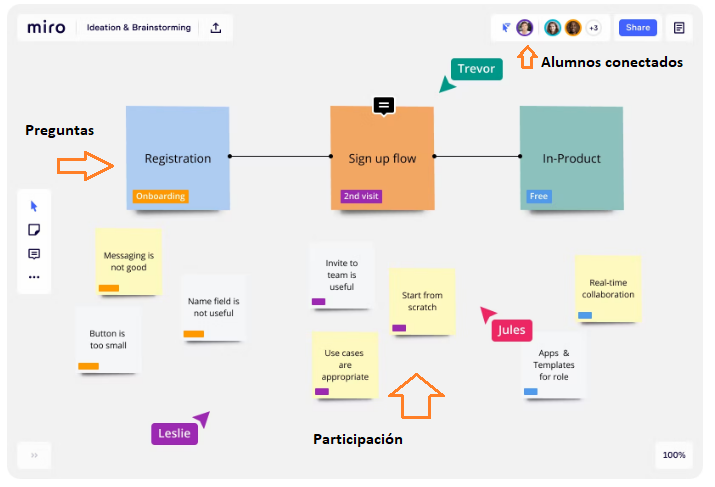 miro
Ideation & Brainstorming
+3
Share
Alumnos conectados
Trevor
Preguntas
Registration
Onboarding
Sign up flow
2nd visit
In-Product
Free
Messaging is
not good
Name field is
not useful
Button is
too small
Invite to
team is
useful
Start from
scratch
Use cases
are
appropriate
Real-time
collaboration
Jules
Apps &
Templates
for role
Leslie
Participación
100%